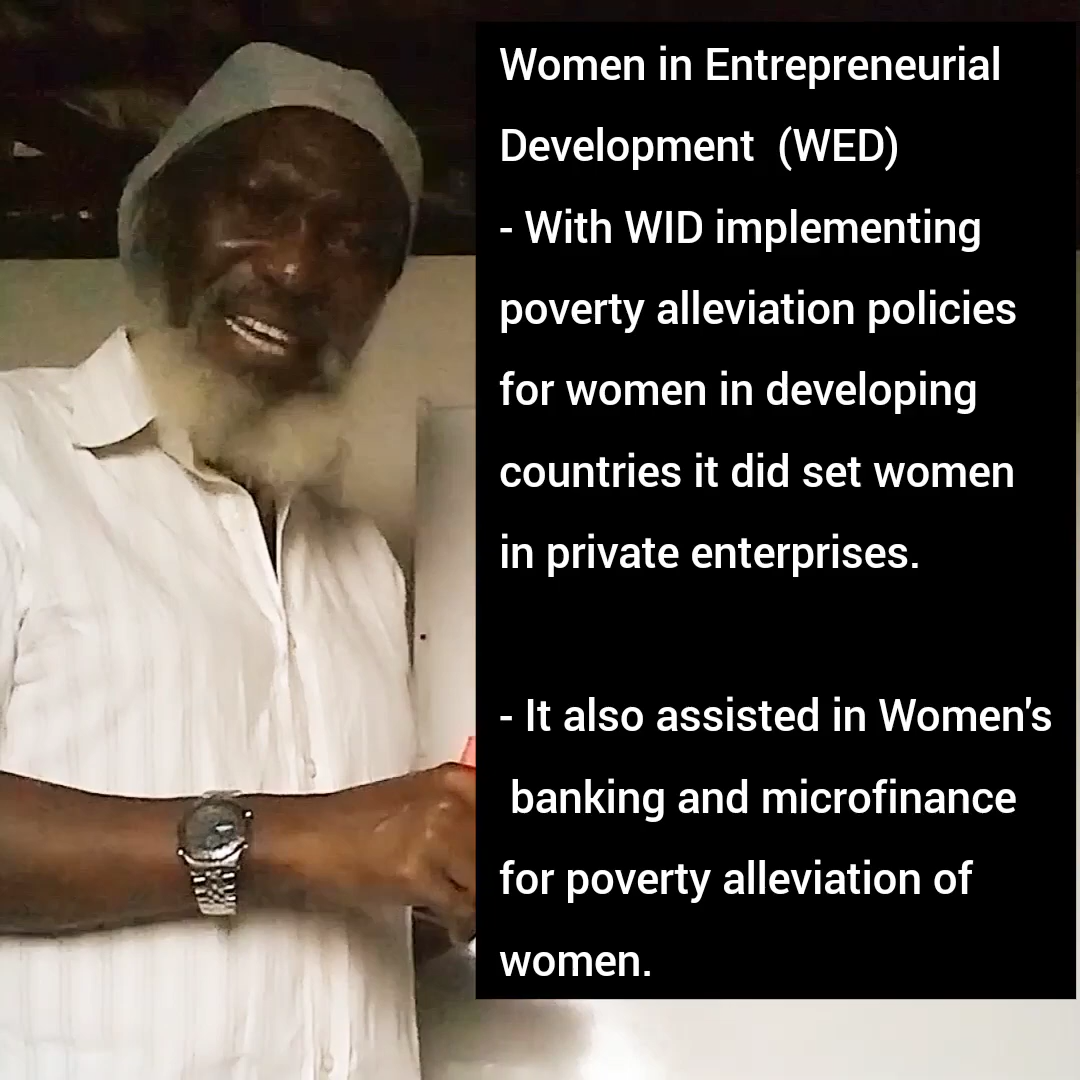 Women in Entrepreneurial
Development  (WED)
- With WID implementing
poverty alleviation policies
for women in developing
countries it did set women
in private enterprises.
- It also assisted in Women's
banking and microfinance
for poverty alleviation of
women.